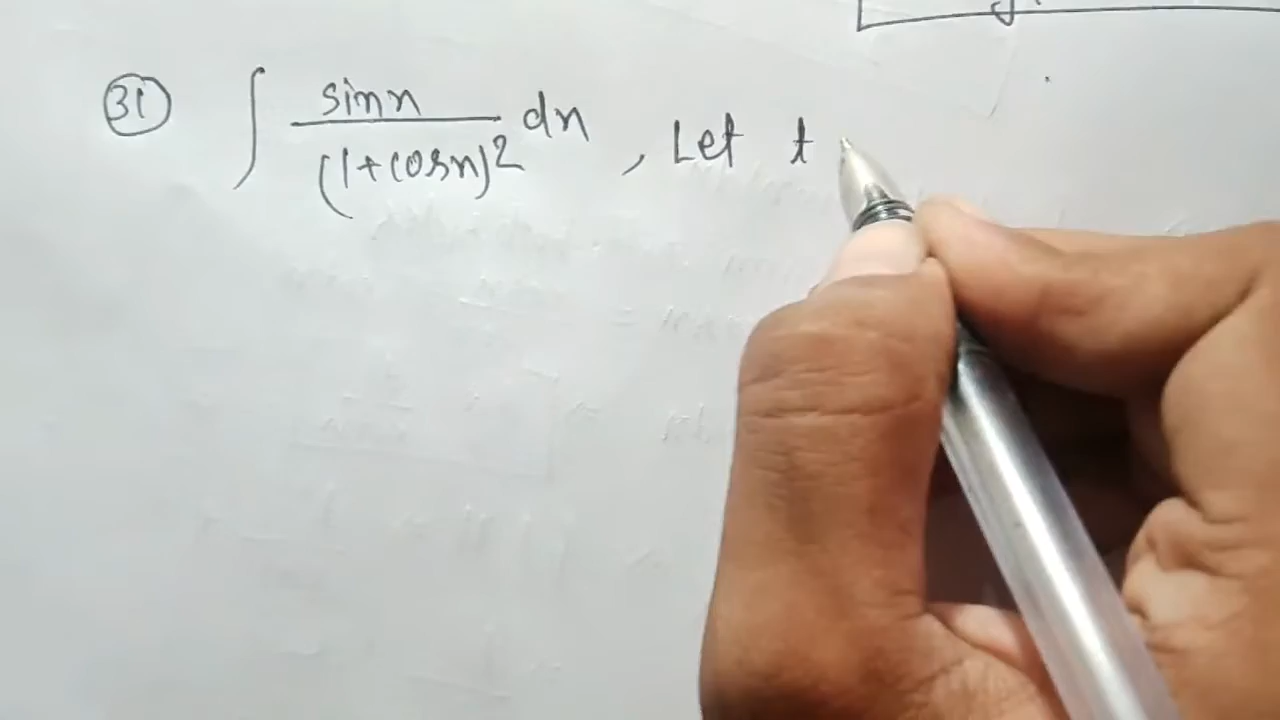 31 ∫ sinx/(1+cosx)² dx , Let t